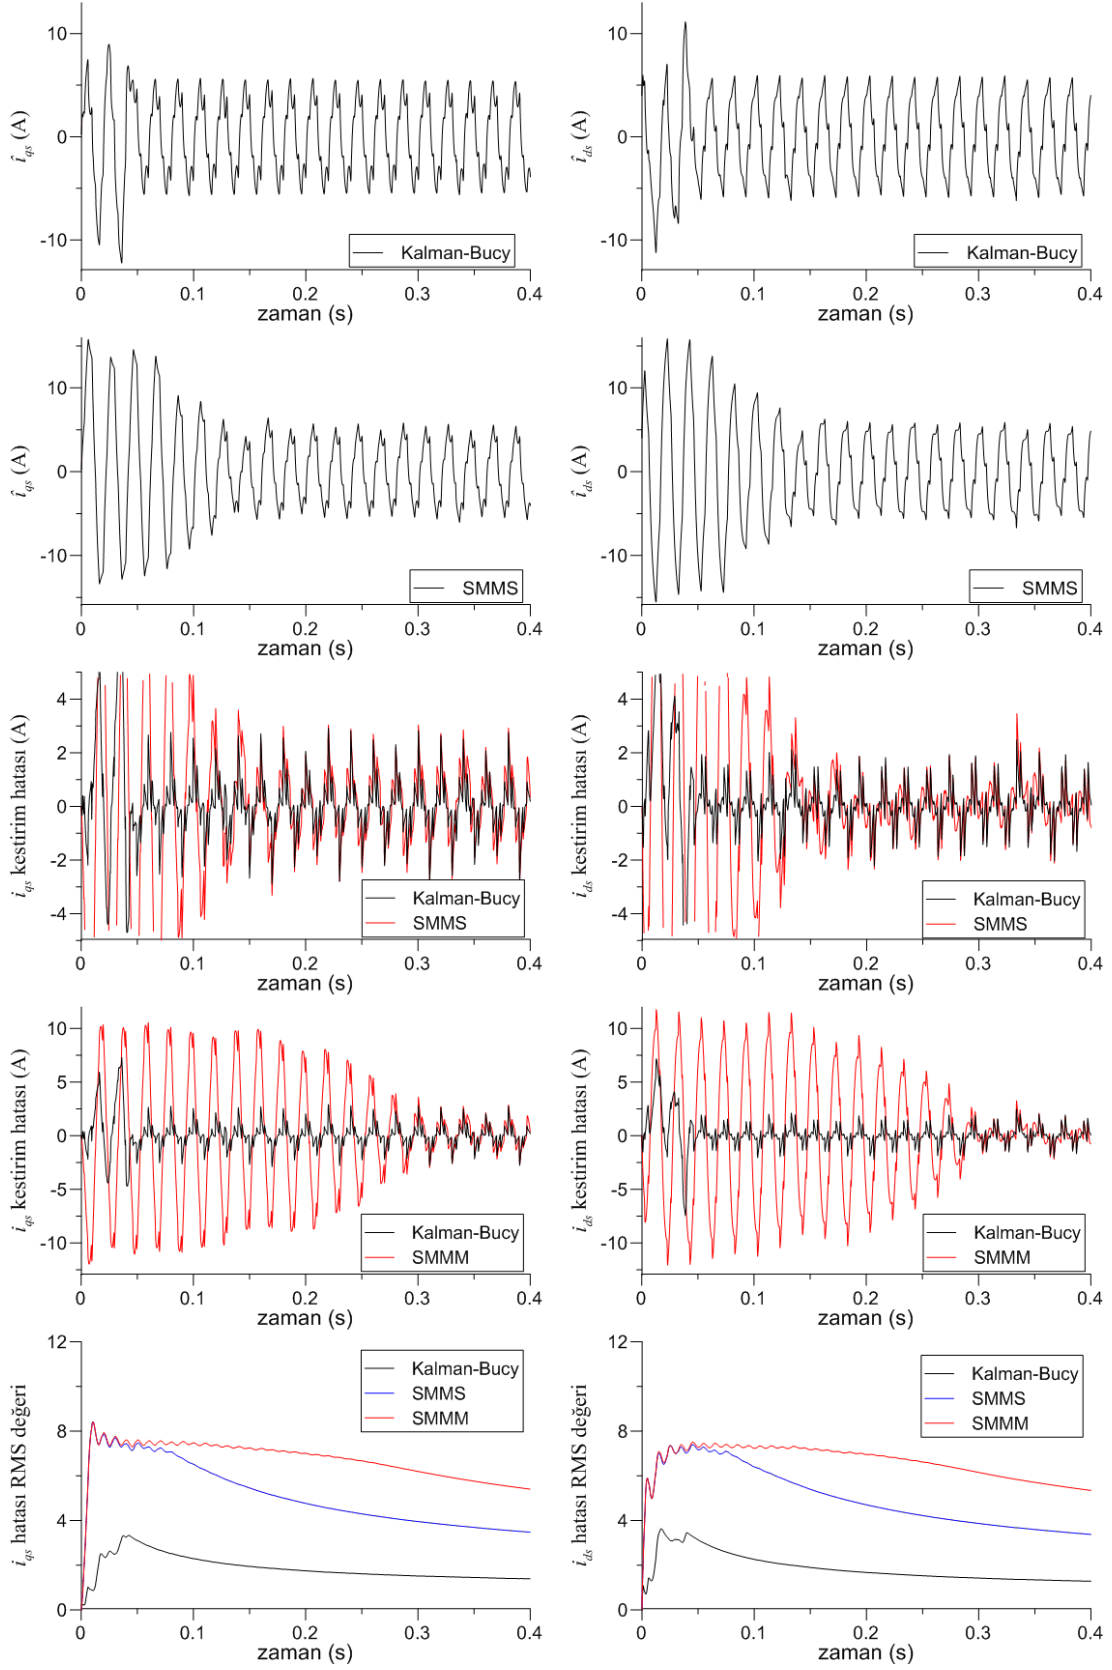 10
0
-10
î_qs (A)
Kalman-Bucy
0 0.1 0.2 0.3 0.4
zaman (s)
10
0
-10
î_ds (A)
Kalman-Bucy
0 0.1 0.2 0.3 0.4
zaman (s)
10
0
-10
î_qs (A)
SMMS
0 0.1 0.2 0.3 0.4
zaman (s)
10
0
-10
î_ds (A)
SMMS
0 0.1 0.2 0.3 0.4
zaman (s)
4
2
0
-2
-4
i_qs kestirim hatası (A)
Kalman-Bucy
SMMS
0 0.1 0.2 0.3 0.4
zaman (s)
4
2
0
-2
-4
i_ds kestirim hatası (A)
Kalman-Bucy
SMMS
0 0.1 0.2 0.3 0.4
zaman (s)
10
5
0
-5
-10
i_qs kestirim hatası (A)
Kalman-Bucy
SMMM
0 0.1 0.2 0.3 0.4
zaman (s)
10
5
0
-5
-10
i_ds kestirim hatası (A)
Kalman-Bucy
SMMM
0 0.1 0.2 0.3 0.4
zaman (s)
12
8
4
0
i_qs hatası RMS değeri
Kalman-Bucy
SMMS
SMMM
0 0.1 0.2 0.3 0.4
zaman (s)
12
8
4
0
i_ds hatası RMS değeri
Kalman-Bucy
SMMS
SMMM
0 0.1 0.2 0.3 0.4
zaman (s)